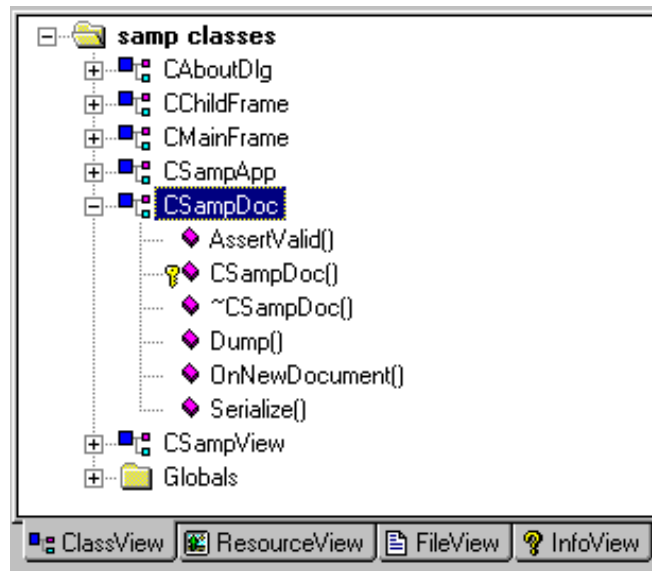 samp classes
CAboutDlg
CChildFrame
CMainFrame
CSampApp
CSampDoc
AssertValid()
CSampDoc()
~CSampDoc()
Dump()
OnNewDocument()
Serialize()
CSampView
Globals
ClassView ResourceView FileView InfoView